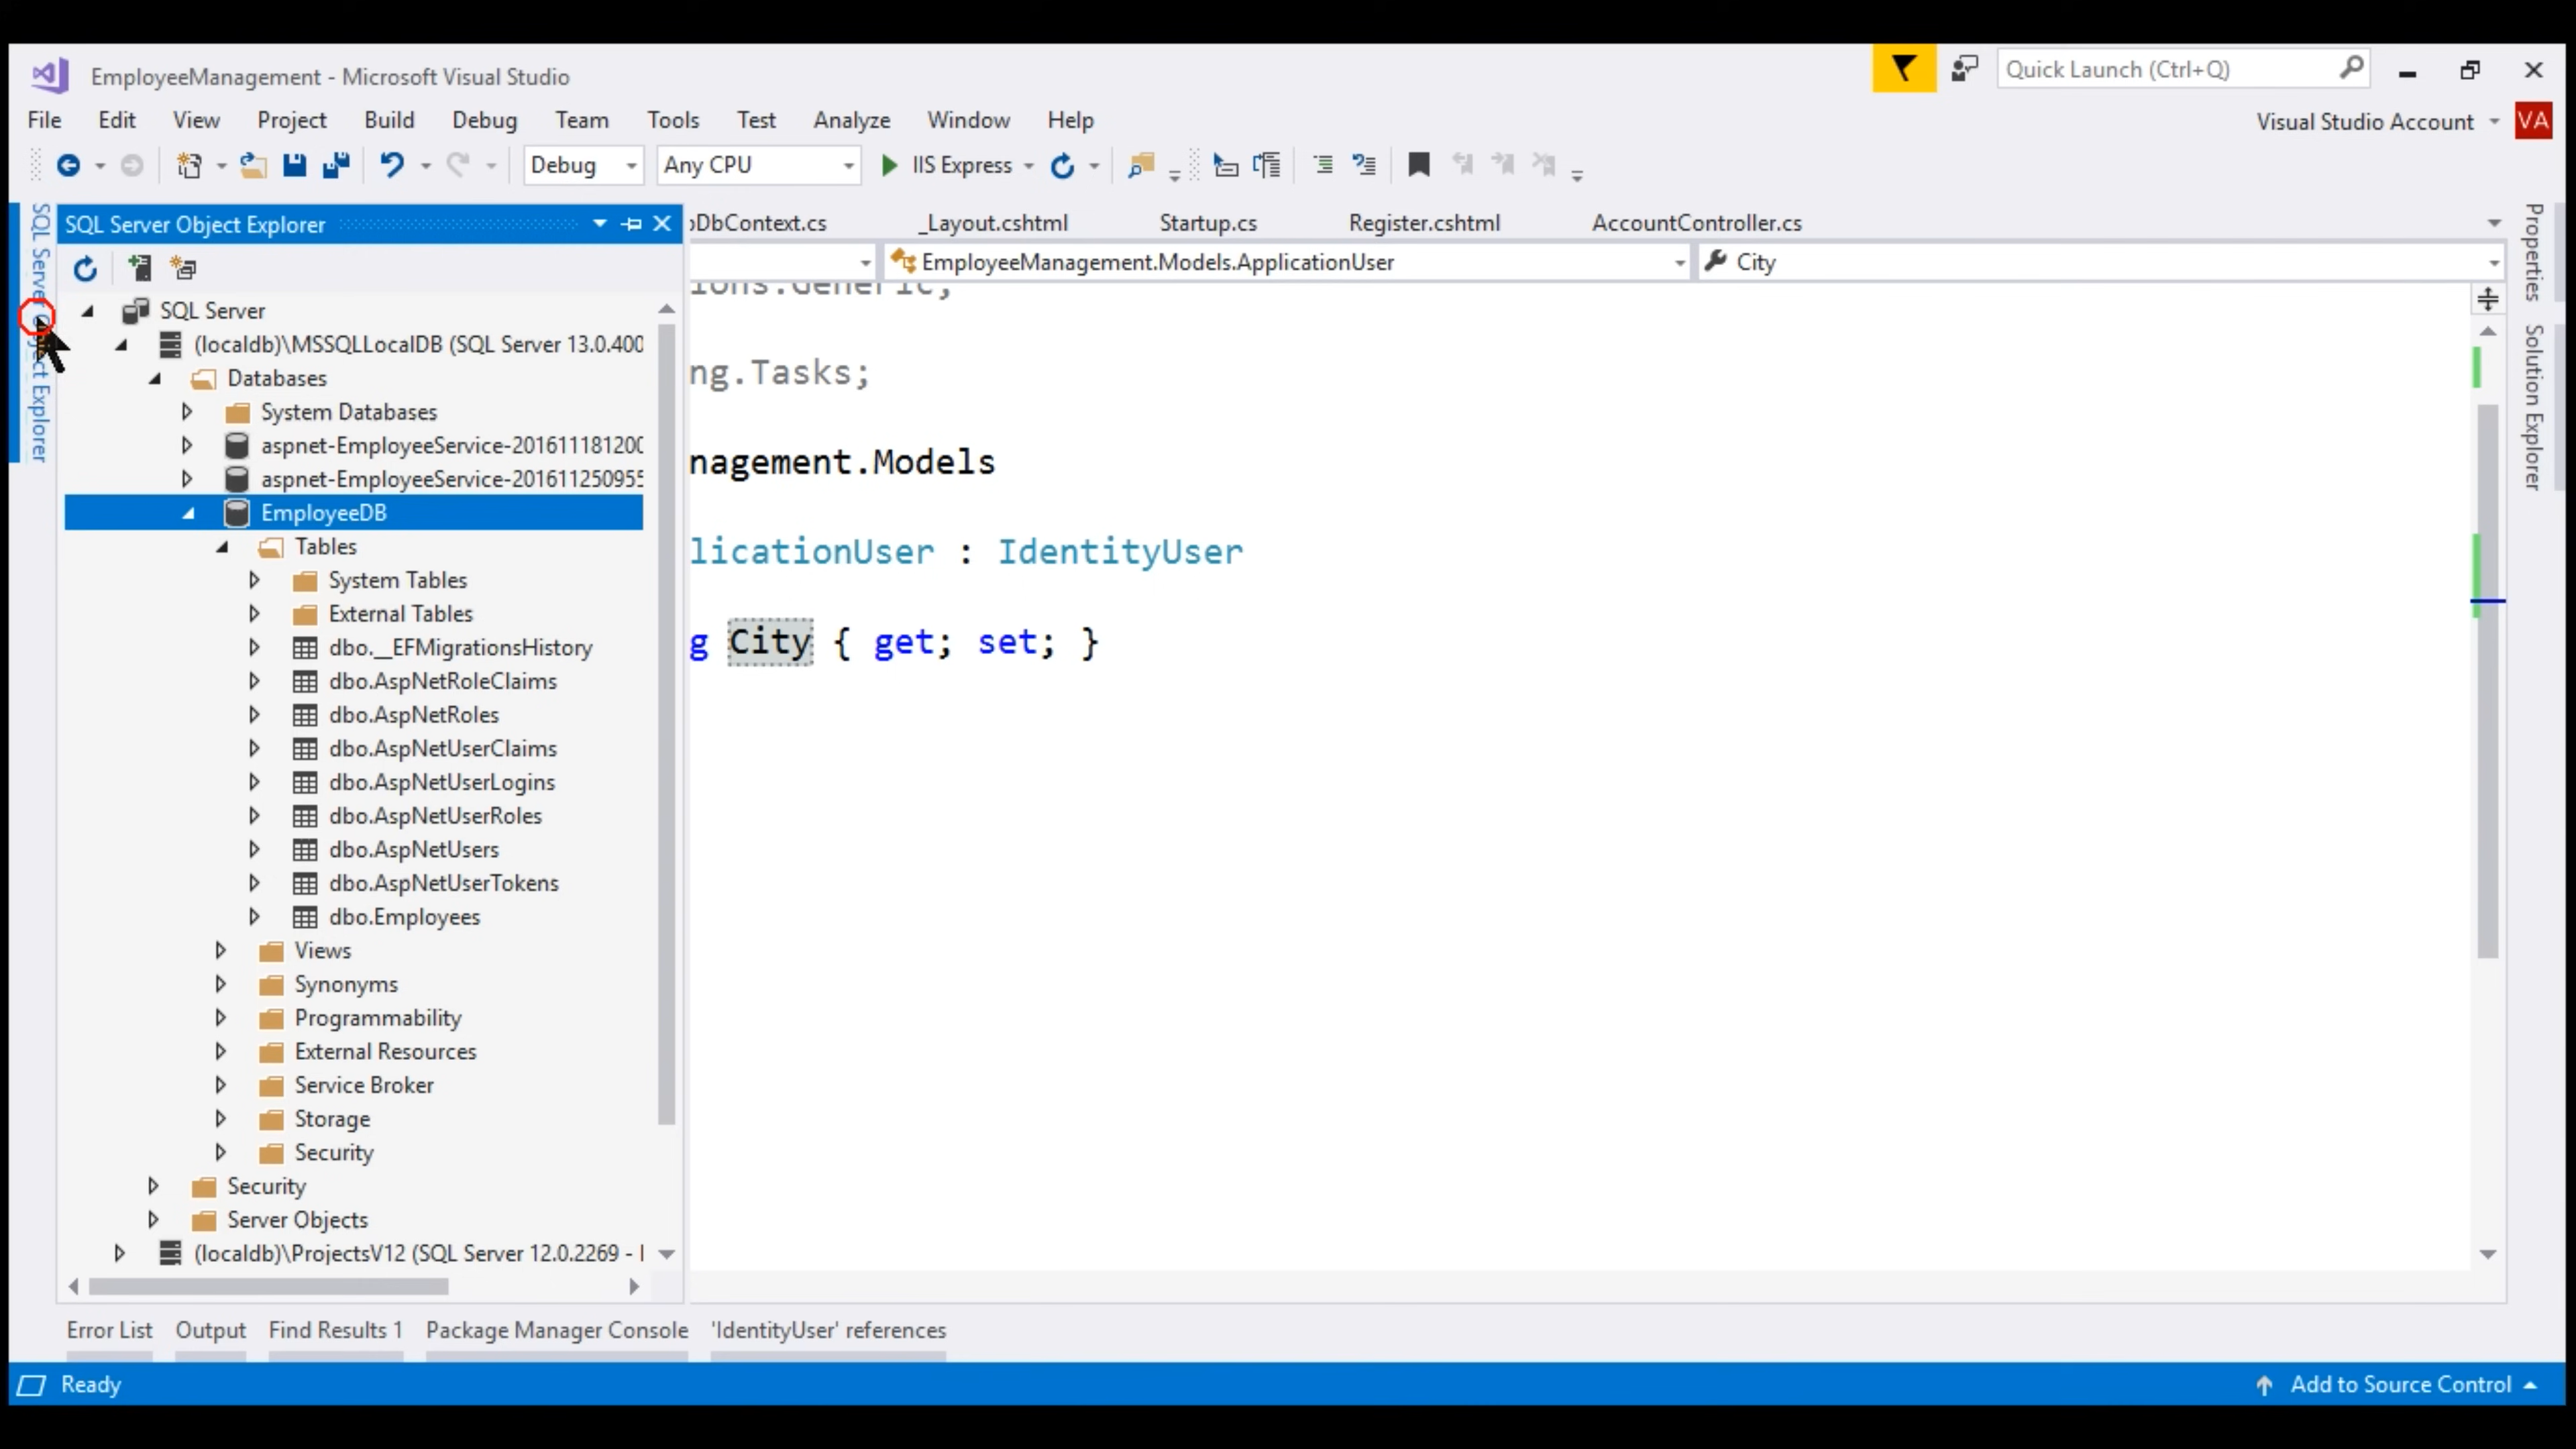 EmployeeManagement - Microsoft Visual Studio
Quick Launch (Ctrl+Q)
File Edit View Project Build Debug Team Tools Test Analyze Window Help
Visual Studio Account
VA
Debug
Any CPU
IIS Express
SQL Server Object Explorer
SQL Server Object Explorer
DbContext.cs
_Layout.cshtml
Startup.cs
Register.cshtml
AccountController.cs
EmployeeManagement.Models.ApplicationUser
City
Properties
Solution Explorer
SQL Server
(localdb)\MSSQLLocalDB (SQL Server 13.0.400
Databases
System Databases
aspnet-EmployeeService-201611181200
aspnet-EmployeeService-201611250955
EmployeeDB
Tables
System Tables
External Tables
dbo.__EFMigrationsHistory
dbo.AspNetRoleClaims
dbo.AspNetRoles
dbo.AspNetUserClaims
dbo.AspNetUserLogins
dbo.AspNetUserRoles
dbo.AspNetUsers
dbo.AspNetUserTokens
dbo.Employees
Views
Synonyms
Programmability
External Resources
Service Broker
Storage
Security
Security
Server Objects
(localdb)\ProjectsV12 (SQL Server 12.0.2269 -
ions.Generic;
ng.Tasks;
nagement.Models
licationUser : IdentityUser
g City { get; set; }
Error List Output Find Results 1 Package Manager Console 'IdentityUser' references
Ready
Add to Source Control